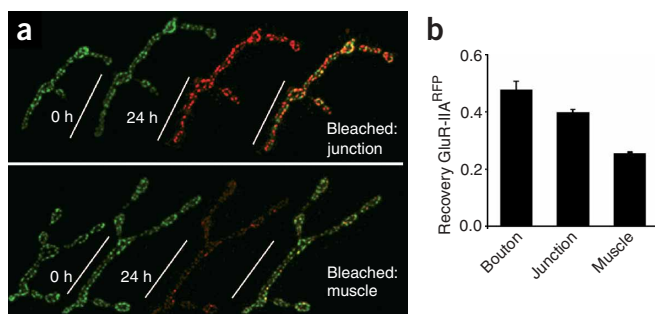 a
0 h
24 h
Bleached:
junction
0 h
24 h
Bleached:
muscle
b
Recovery GluR-IIA^RFP
0.6
0.4
0.2
0.0
Bouton
Junction
Muscle